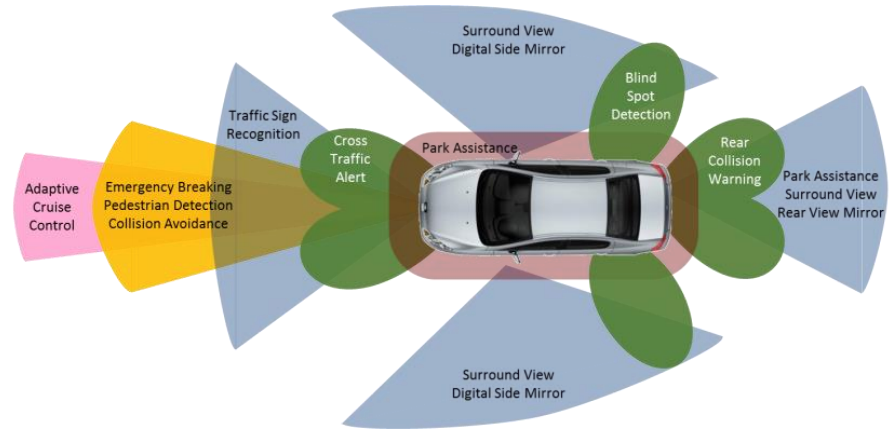 Surround View
Digital Side Mirror
Blind
Spot
Detection
Traffic Sign
Recognition
Cross
Traffic
Alert
Park Assistance
Rear
Collision
Warning
Adaptive
Cruise
Control
Emergency Breaking
Pedestrian Detection
Collision Avoidance
Park Assistance
Surround View
Rear View Mirror
Surround View
Digital Side Mirror